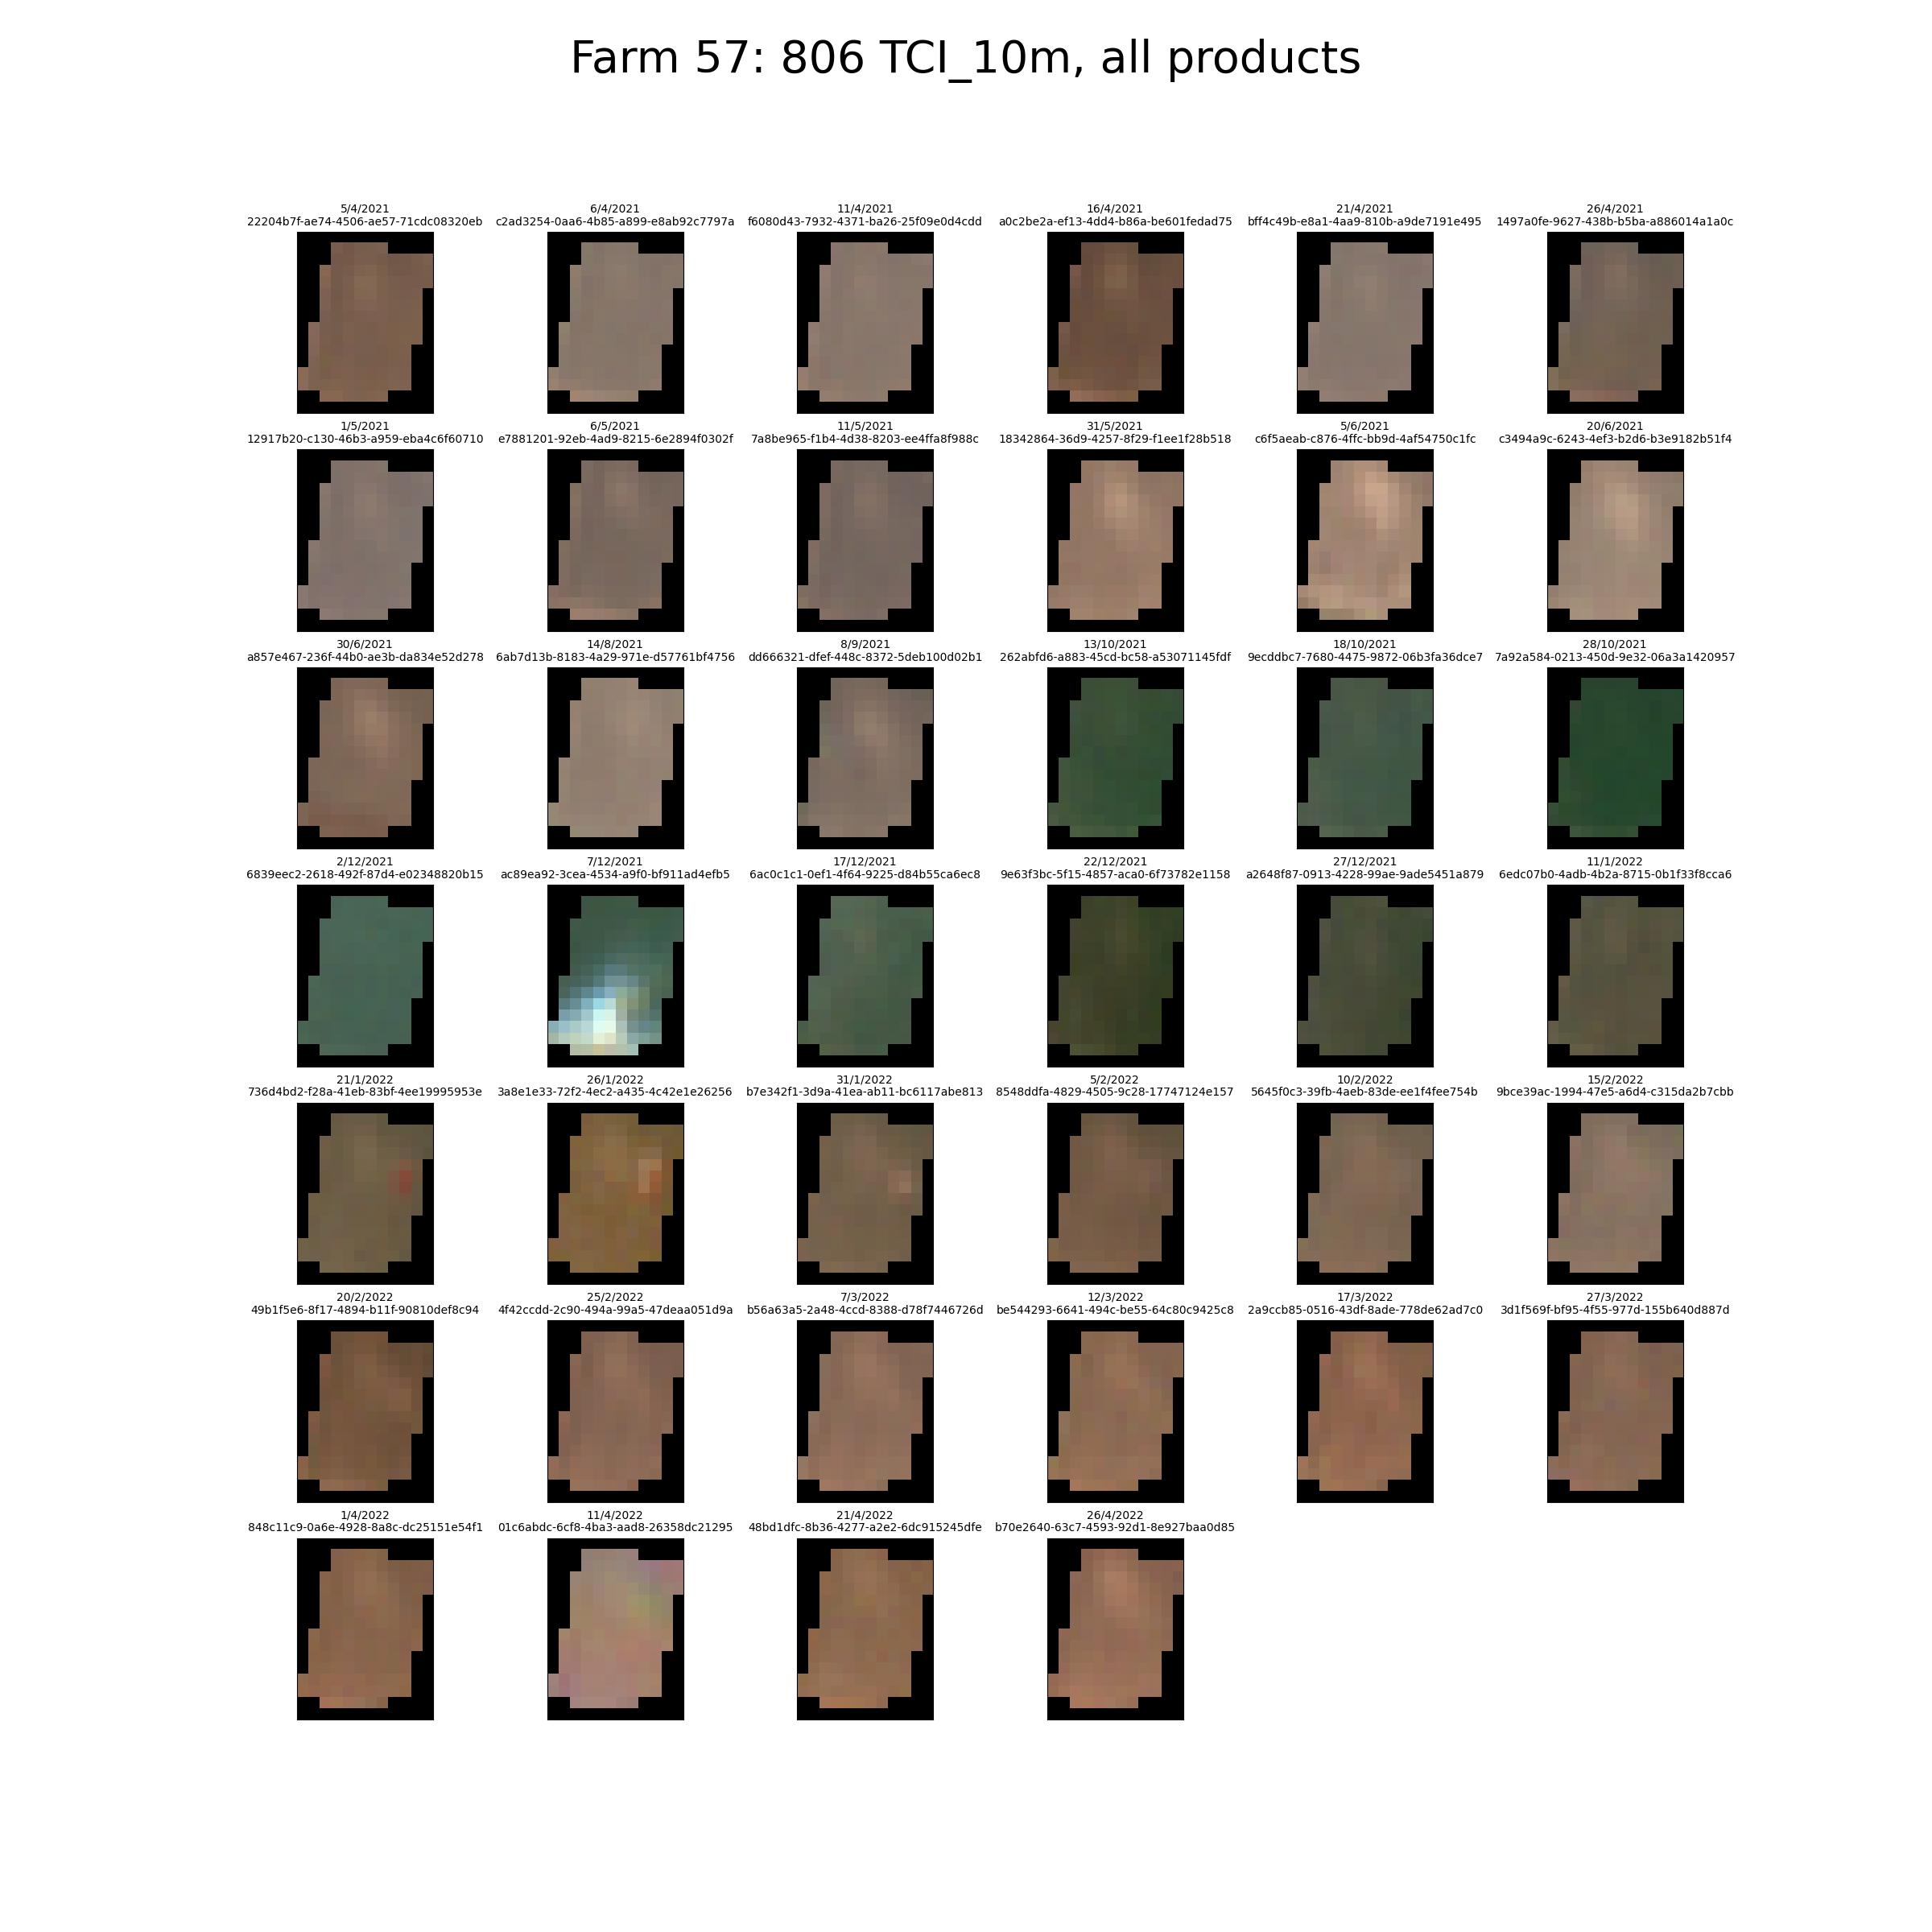 Farm 57: 806 TCI_10m, all products
5/4/2021 6/4/2021 11/4/2021 16/4/2021 21/4/2021 26/4/2021
22204b7f-ae74-4506-ae57-71cdc08320eb c2ad3254-0aa6-4b85-a899-e8ab92c7797a f6080d43-7932-4371-ba26-25f09e0d4cdd a0c2be2a-ef13-4dd4-b86a-be601fedad75 bff4c49b-e8a1-4aa9-810b-a9de7191e495 1497a0fe-9627-438b-b5ba-a886014a1a0c
1/5/2021 6/5/2021 11/5/2021 31/5/2021 5/6/2021 20/6/2021
12917b20-c130-46b3-a959-eba4c6f60710 e7881201-92eb-4ad9-8215-6e2894f0302f 7a8be965-f1b4-4d38-8203-ee4ffa8f988c 18342864-36d9-4257-8f29-f1ee1f28b518 c6f5aeab-c876-4ffc-bb9d-4af54750c1fc c3494a9c-6243-4ef3-b2d6-b3e9182b51f4
30/6/2021 14/8/2021 8/9/2021 13/10/2021 18/10/2021 28/10/2021
a857e467-236f-44b0-ae3b-da834e52d278 6ab7d13b-8183-4a29-971e-d57761bf4756 dd666321-dfef-448c-8372-5deb100d02b1 262abfd6-a883-45cd-bc58-a53071145fdf 9ecddbc7-7680-4475-9872-06b3fa36dce7 7a92a584-0213-450d-9e32-06a3a1420957
2/12/2021 7/12/2021 17/12/2021 22/12/2021 27/12/2021 11/1/2022
6839eec2-2618-492f-87d4-e02348820b15 ac89ea92-3cea-4534-a9f0-bf911ad4efb5 6ac0c1c1-0ef1-4f64-9225-d84b55ca6ec8 9e63f3bc-5f15-4857-aca0-6f73782e1158 a2648f87-0913-4228-99ae-9ade5451a879 6edc07b0-4adb-4b2a-8715-0b1f33f8cca6
21/1/2022 26/1/2022 31/1/2022 5/2/2022 10/2/2022 15/2/2022
736d4bd2-f28a-41eb-83bf-4ee19995953e 3a8e1e33-72f2-4ec2-a435-4c42e1e26256 b7e342f1-3d9a-41ea-ab11-bc6117abe813 8548ddfa-4829-4505-9c28-17747124e157 5645f0c3-39fb-4aeb-83de-ee1f4fee754b 9bce39ac-1994-47e5-a6d4-c315da2b7cbb
20/2/2022 25/2/2022 7/3/2022 12/3/2022 17/3/2022 27/3/2022
49b1f5e6-8f17-4894-b11f-90810def8c94 4f42ccdd-2c90-494a-99a5-47deaa051d9a b56a63a5-2a48-4ccd-8388-d78f7446726d be544293-6641-494c-be55-64c80c9425c8 2a9ccb85-0516-43df-8ade-778de62ad7c0 3d1f569f-bf95-4f55-977d-155b640d887d
1/4/2022 11/4/2022 21/4/2022 26/4/2022
848c11c9-0a6e-4928-8a8c-dc25151e54f1 01c6abdc-6cf8-4ba3-aad8-26358dc21295 48bd1dfc-8b36-4277-a2e2-6dc915245dfe b70e2640-63c7-4593-92d1-8e927baa0d85